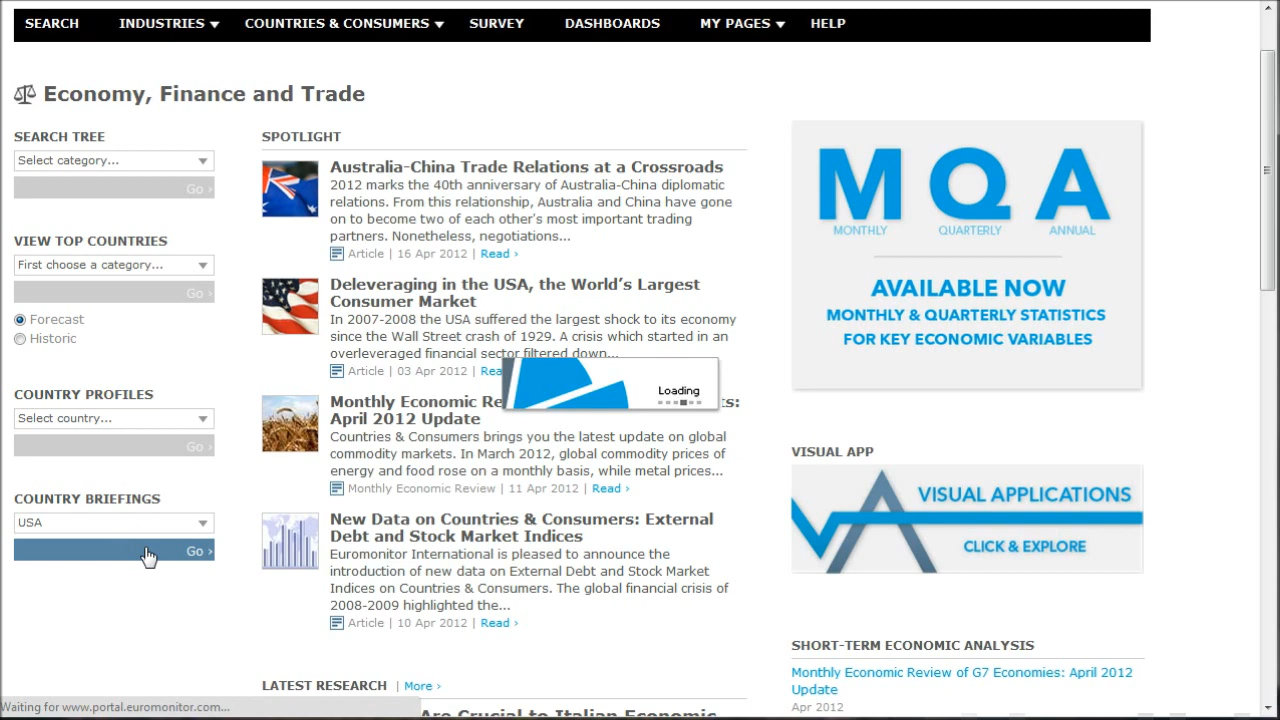 SEARCH INDUSTRIES COUNTRIES & CONSUMERS SURVEY DASHBOARDS MY PAGES HELP
Economy, Finance and Trade
SEARCH TREE
Select category...
Go ›
VIEW TOP COUNTRIES
First choose a category...
Go ›
Forecast
Historic
COUNTRY PROFILES
Select country...
Go ›
COUNTRY BRIEFINGS
USA
Go ›
SPOTLIGHT
Australia-China Trade Relations at a Crossroads
2012 marks the 40th anniversary of Australia-China diplomatic
relations. From this relationship, Australia and China have gone
on to become two of each other's most important trading
partners. Nonetheless, negotiations...
Article | 16 Apr 2012 | Read ›
Deleveraging in the USA, the World's Largest
Consumer Market
In 2007-2008 the USA suffered the largest shock to its economy
since the Wall Street crash of 1929. A crisis which started in an
overleveraged financial sector filtered down...
Article | 03 Apr 2012 |
Loading
Monthly Economic
April 2012 Update
Countries & Consumers brings you the latest update on global
commodity markets. In March 2012, global commodity prices of
energy and food rose on a monthly basis, while metal prices...
Monthly Economic Review | 11 Apr 2012 | Read ›
New Data on Countries & Consumers: External
Debt and Stock Market Indices
Euromonitor International is pleased to announce the
introduction of new data on External Debt and Stock Market
Indices on Countries & Consumers. The global financial crisis of
2008-2009 highlighted the...
Article | 10 Apr 2012 | Read ›
LATEST RESEARCH | More ›
Are Crucial to Italian Economic
M Q A
MONTHLY QUARTERLY ANNUAL
AVAILABLE NOW
MONTHLY & QUARTERLY STATISTICS
FOR KEY ECONOMIC VARIABLES
VISUAL APP
VISUAL APPLICATIONS
CLICK & EXPLORE
SHORT-TERM ECONOMIC ANALYSIS
Monthly Economic Review of G7 Economies: April 2012
Update
Apr 2012
Waiting for www.portal.euromonitor.com...